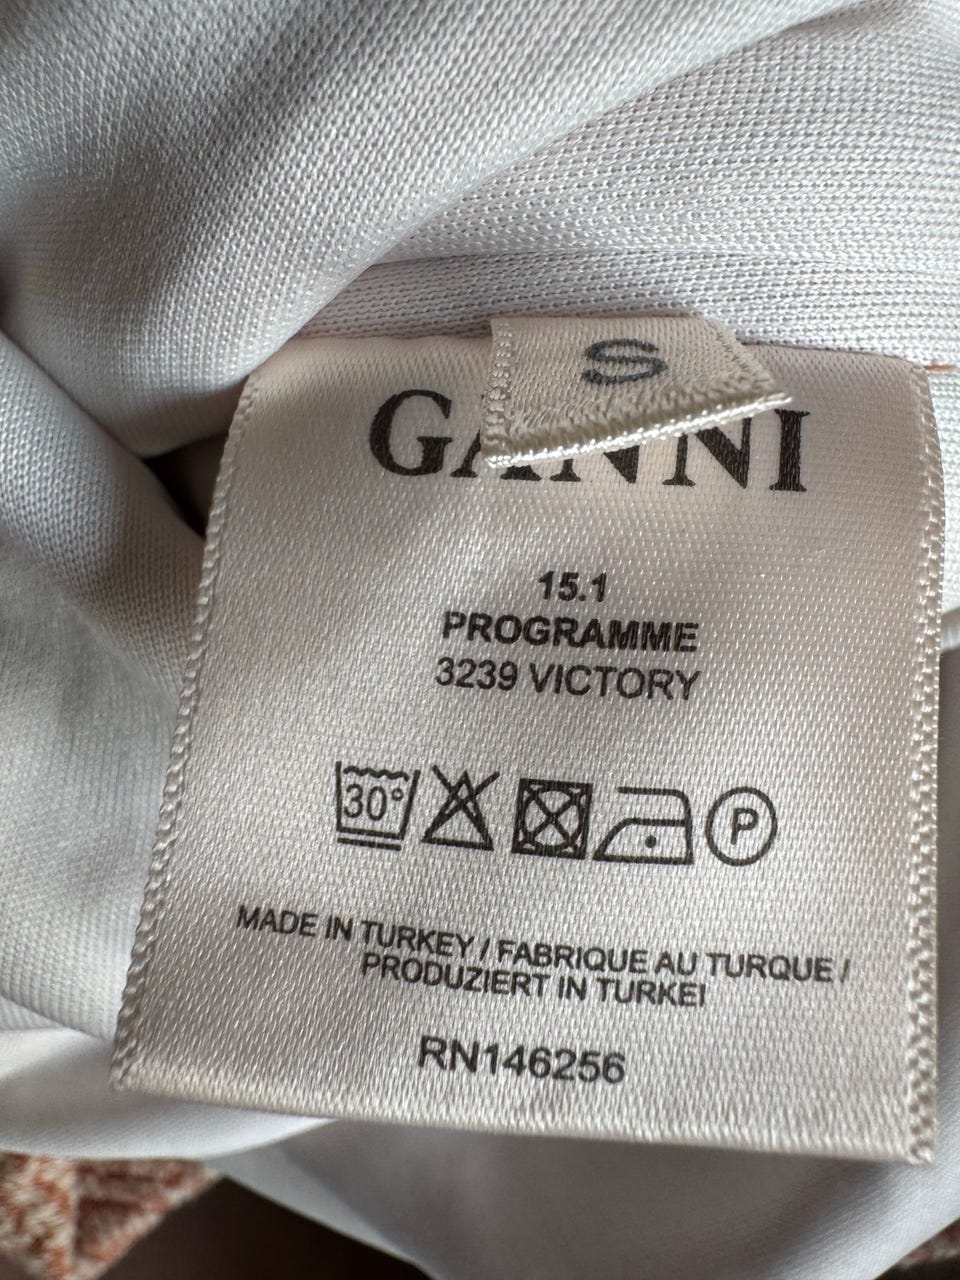 S
GANNI
15.1
PROGRAMME
3239 VICTORY
30°
P
MADE IN TURKEY / FABRIQUE AU TURQUE /
PRODUZIERT IN TURKEI
RN146256